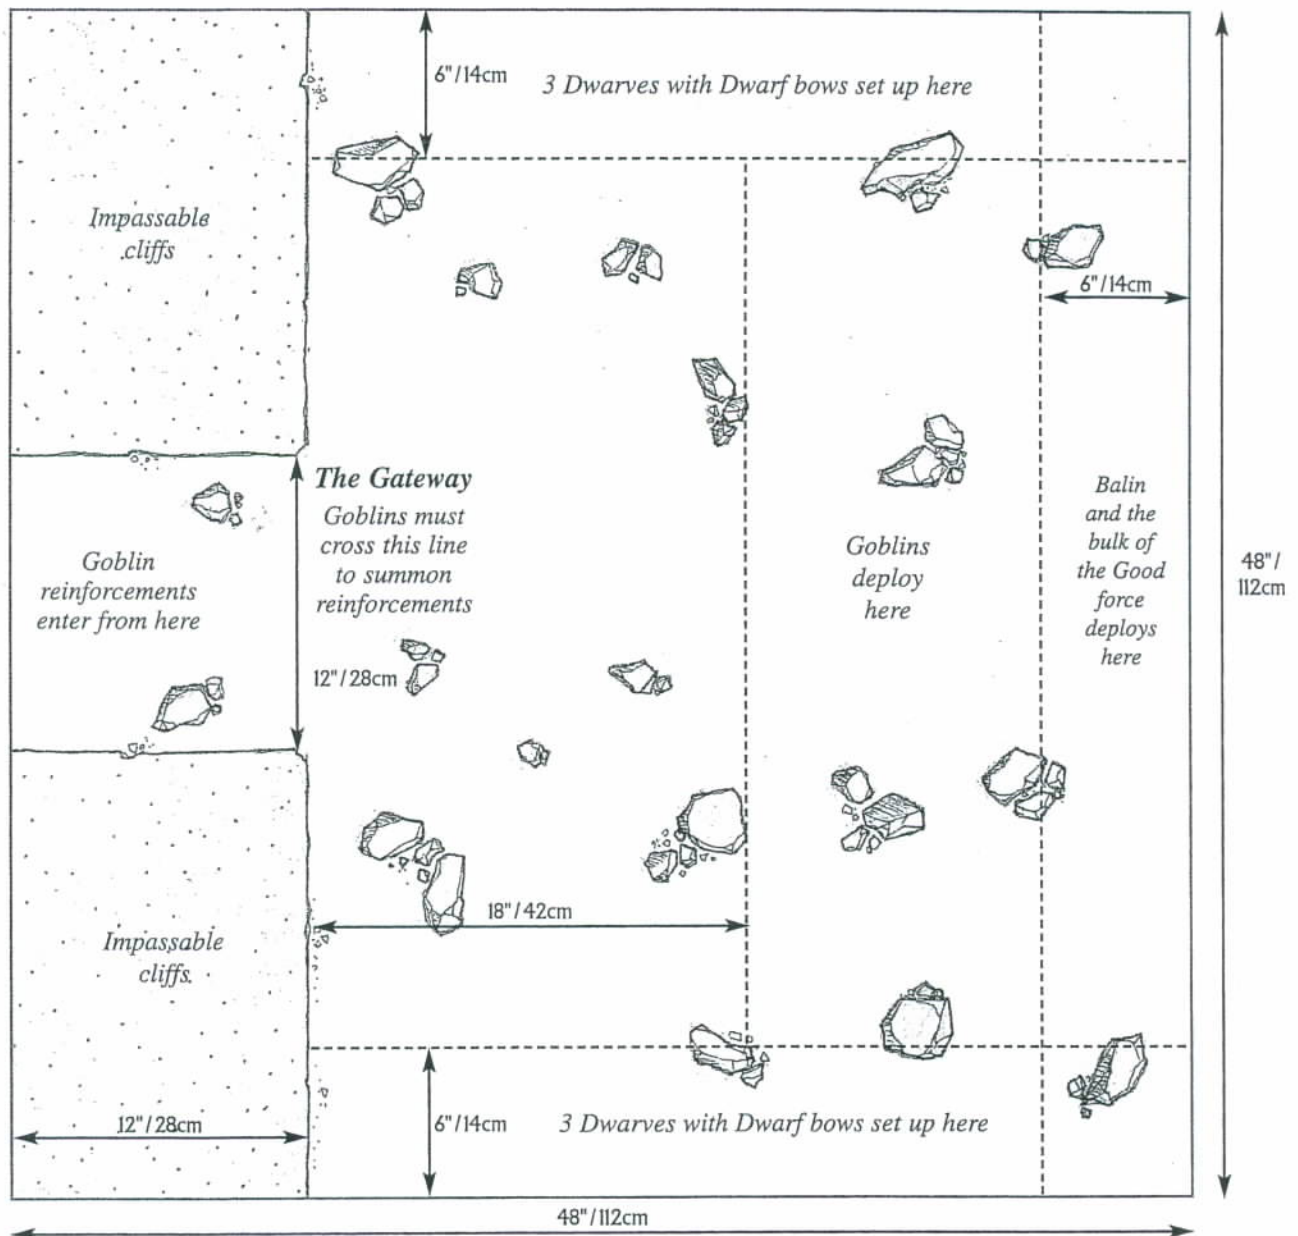 6"/14cm
3 Dwarves with Dwarf bows set up here
Impassable
cliffs
6"/14cm
The Gateway
Goblins must
cross this line
to summon
reinforcements
12"/28cm
Goblin
reinforcements
enter from here
Goblins
deploy
here
Balin
and the
bulk of
the Good
force
deploys
here
48"/
112cm
18"/42cm
Impassable
cliffs
12"/28cm
6"/14cm
3 Dwarves with Dwarf bows set up here
48"/112cm